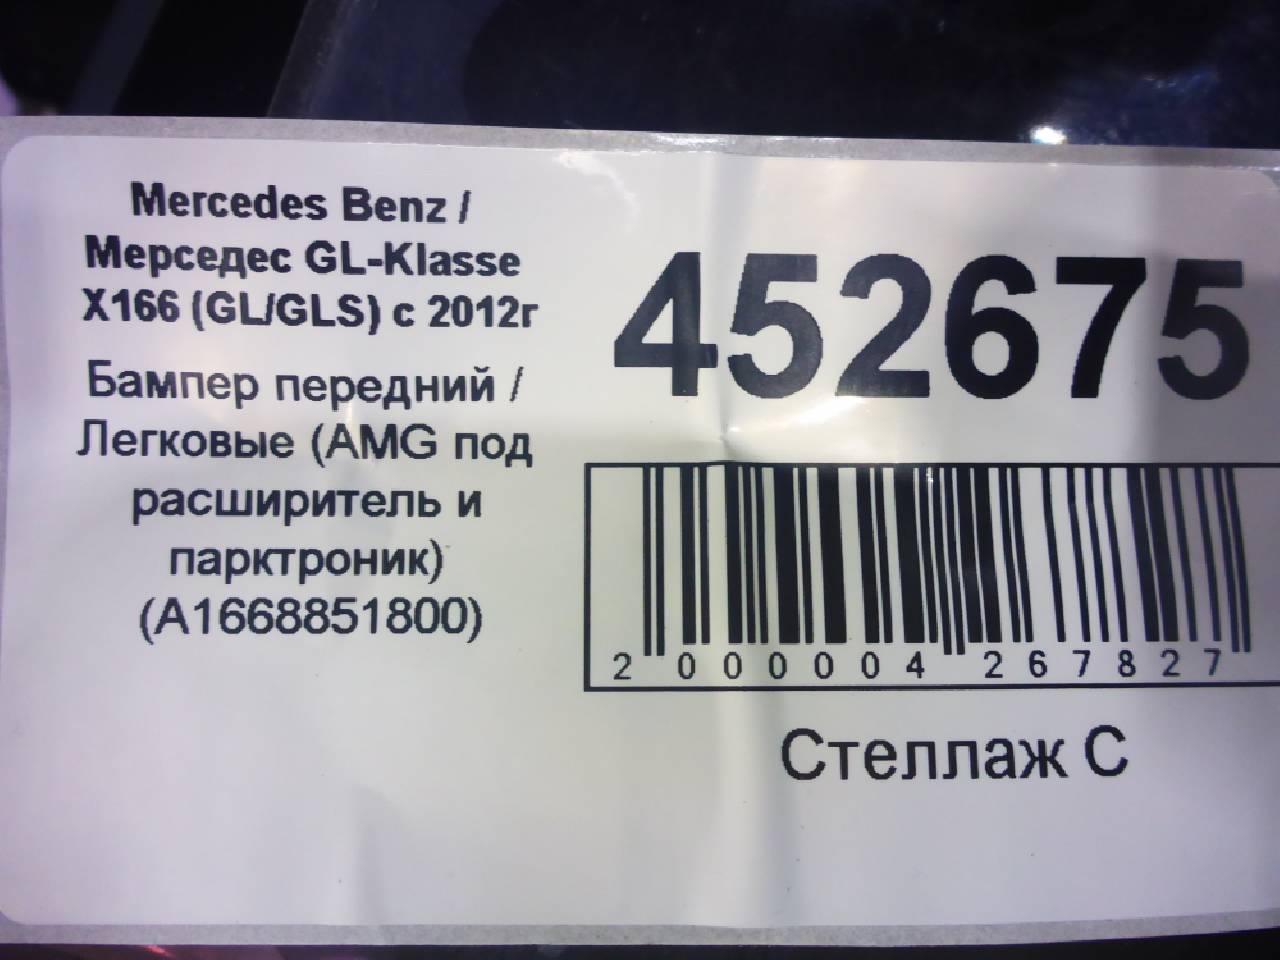 Mercedes Benz /
Мерседес GL-Klasse
X166 (GL/GLS) с 2012г
Бампер передний /
Легковые (AMG под
расширитель и
парктроник)
(A1668851800)
452675
2 000004 267827
Стеллаж С